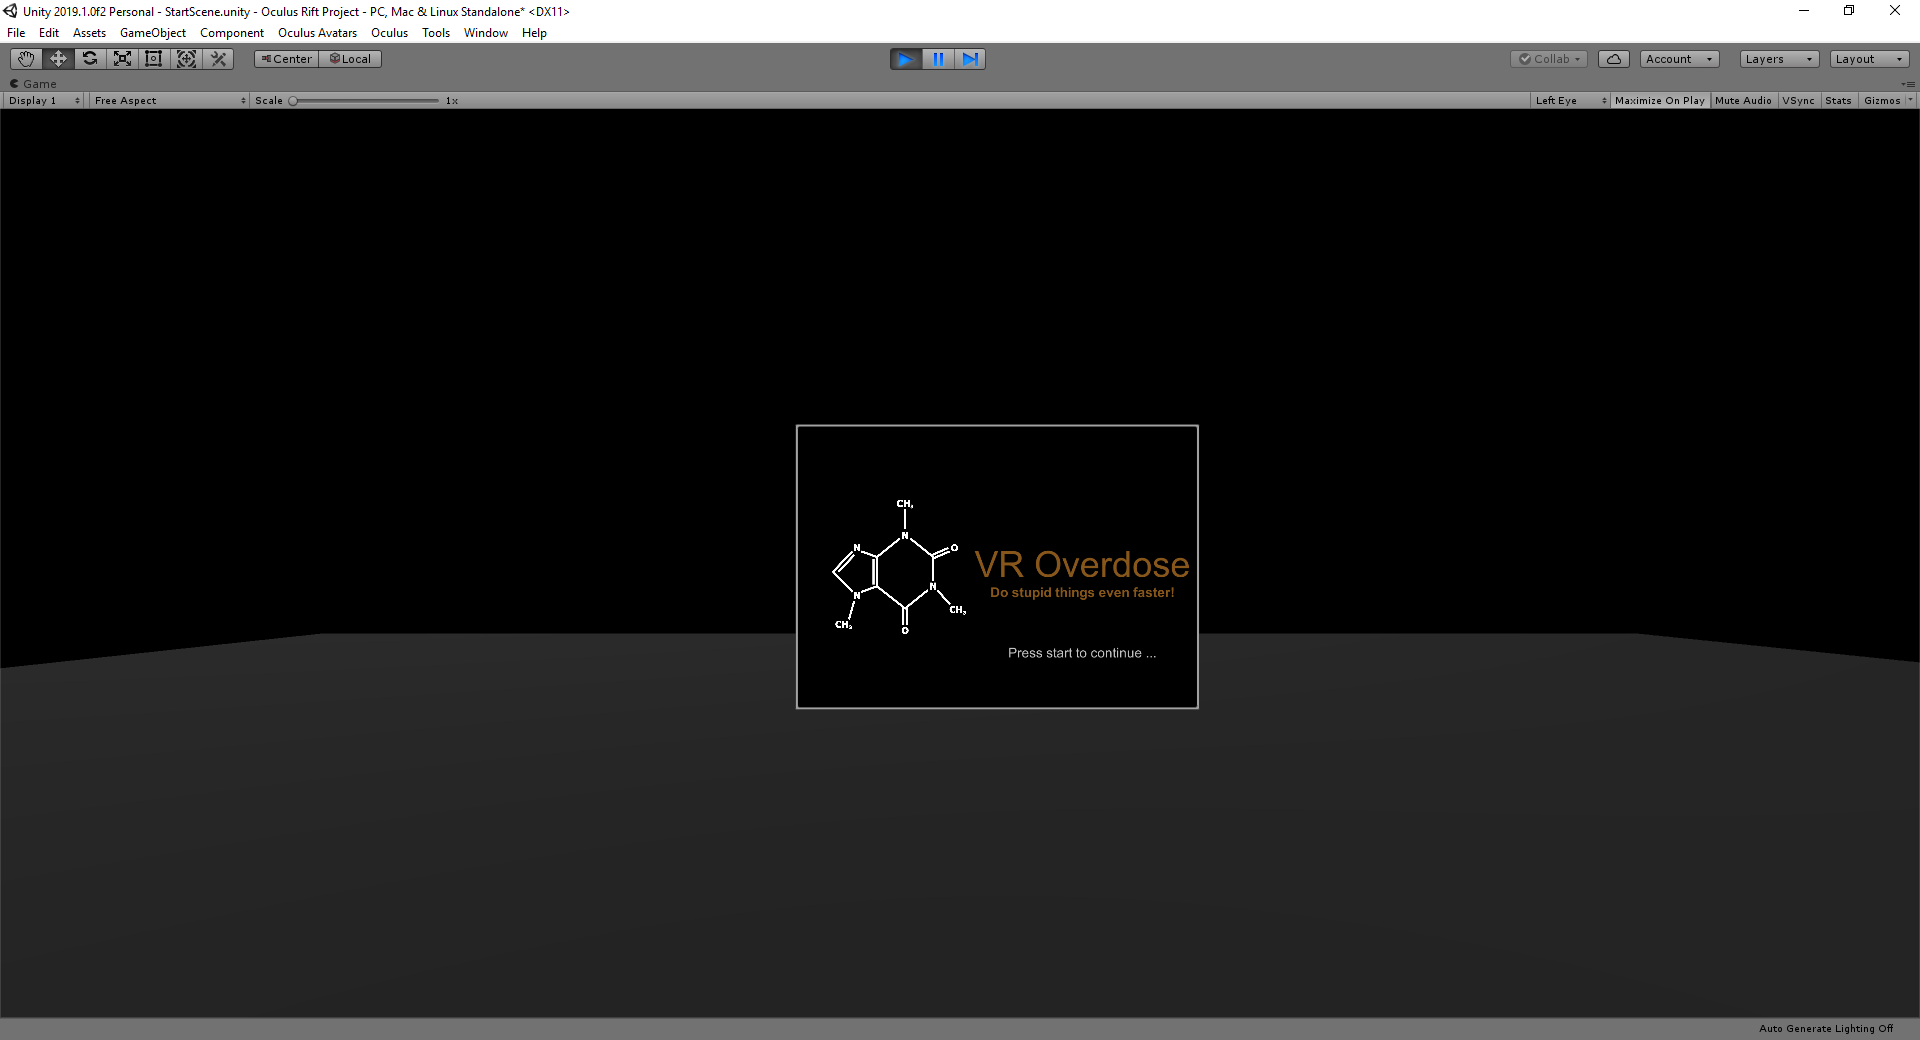 Unity 2019.1.0f2 Personal - StartScene.unity - Oculus Rift Project - PC, Mac & Linux Standalone* <DX11>
File Edit Assets GameObject Component Oculus Avatars Oculus Tools Window Help
Center Local Collab Account Layers Layout
Game
Display 1 Free Aspect Scale 1x Left Eye Maximize On Play Mute Audio VSync Stats Gizmos
CH₃
N
N O
VR Overdose
N
Do stupid things even faster!
N
CH₃
CH₃
O
Press start to continue ...
Auto Generate Lighting Off